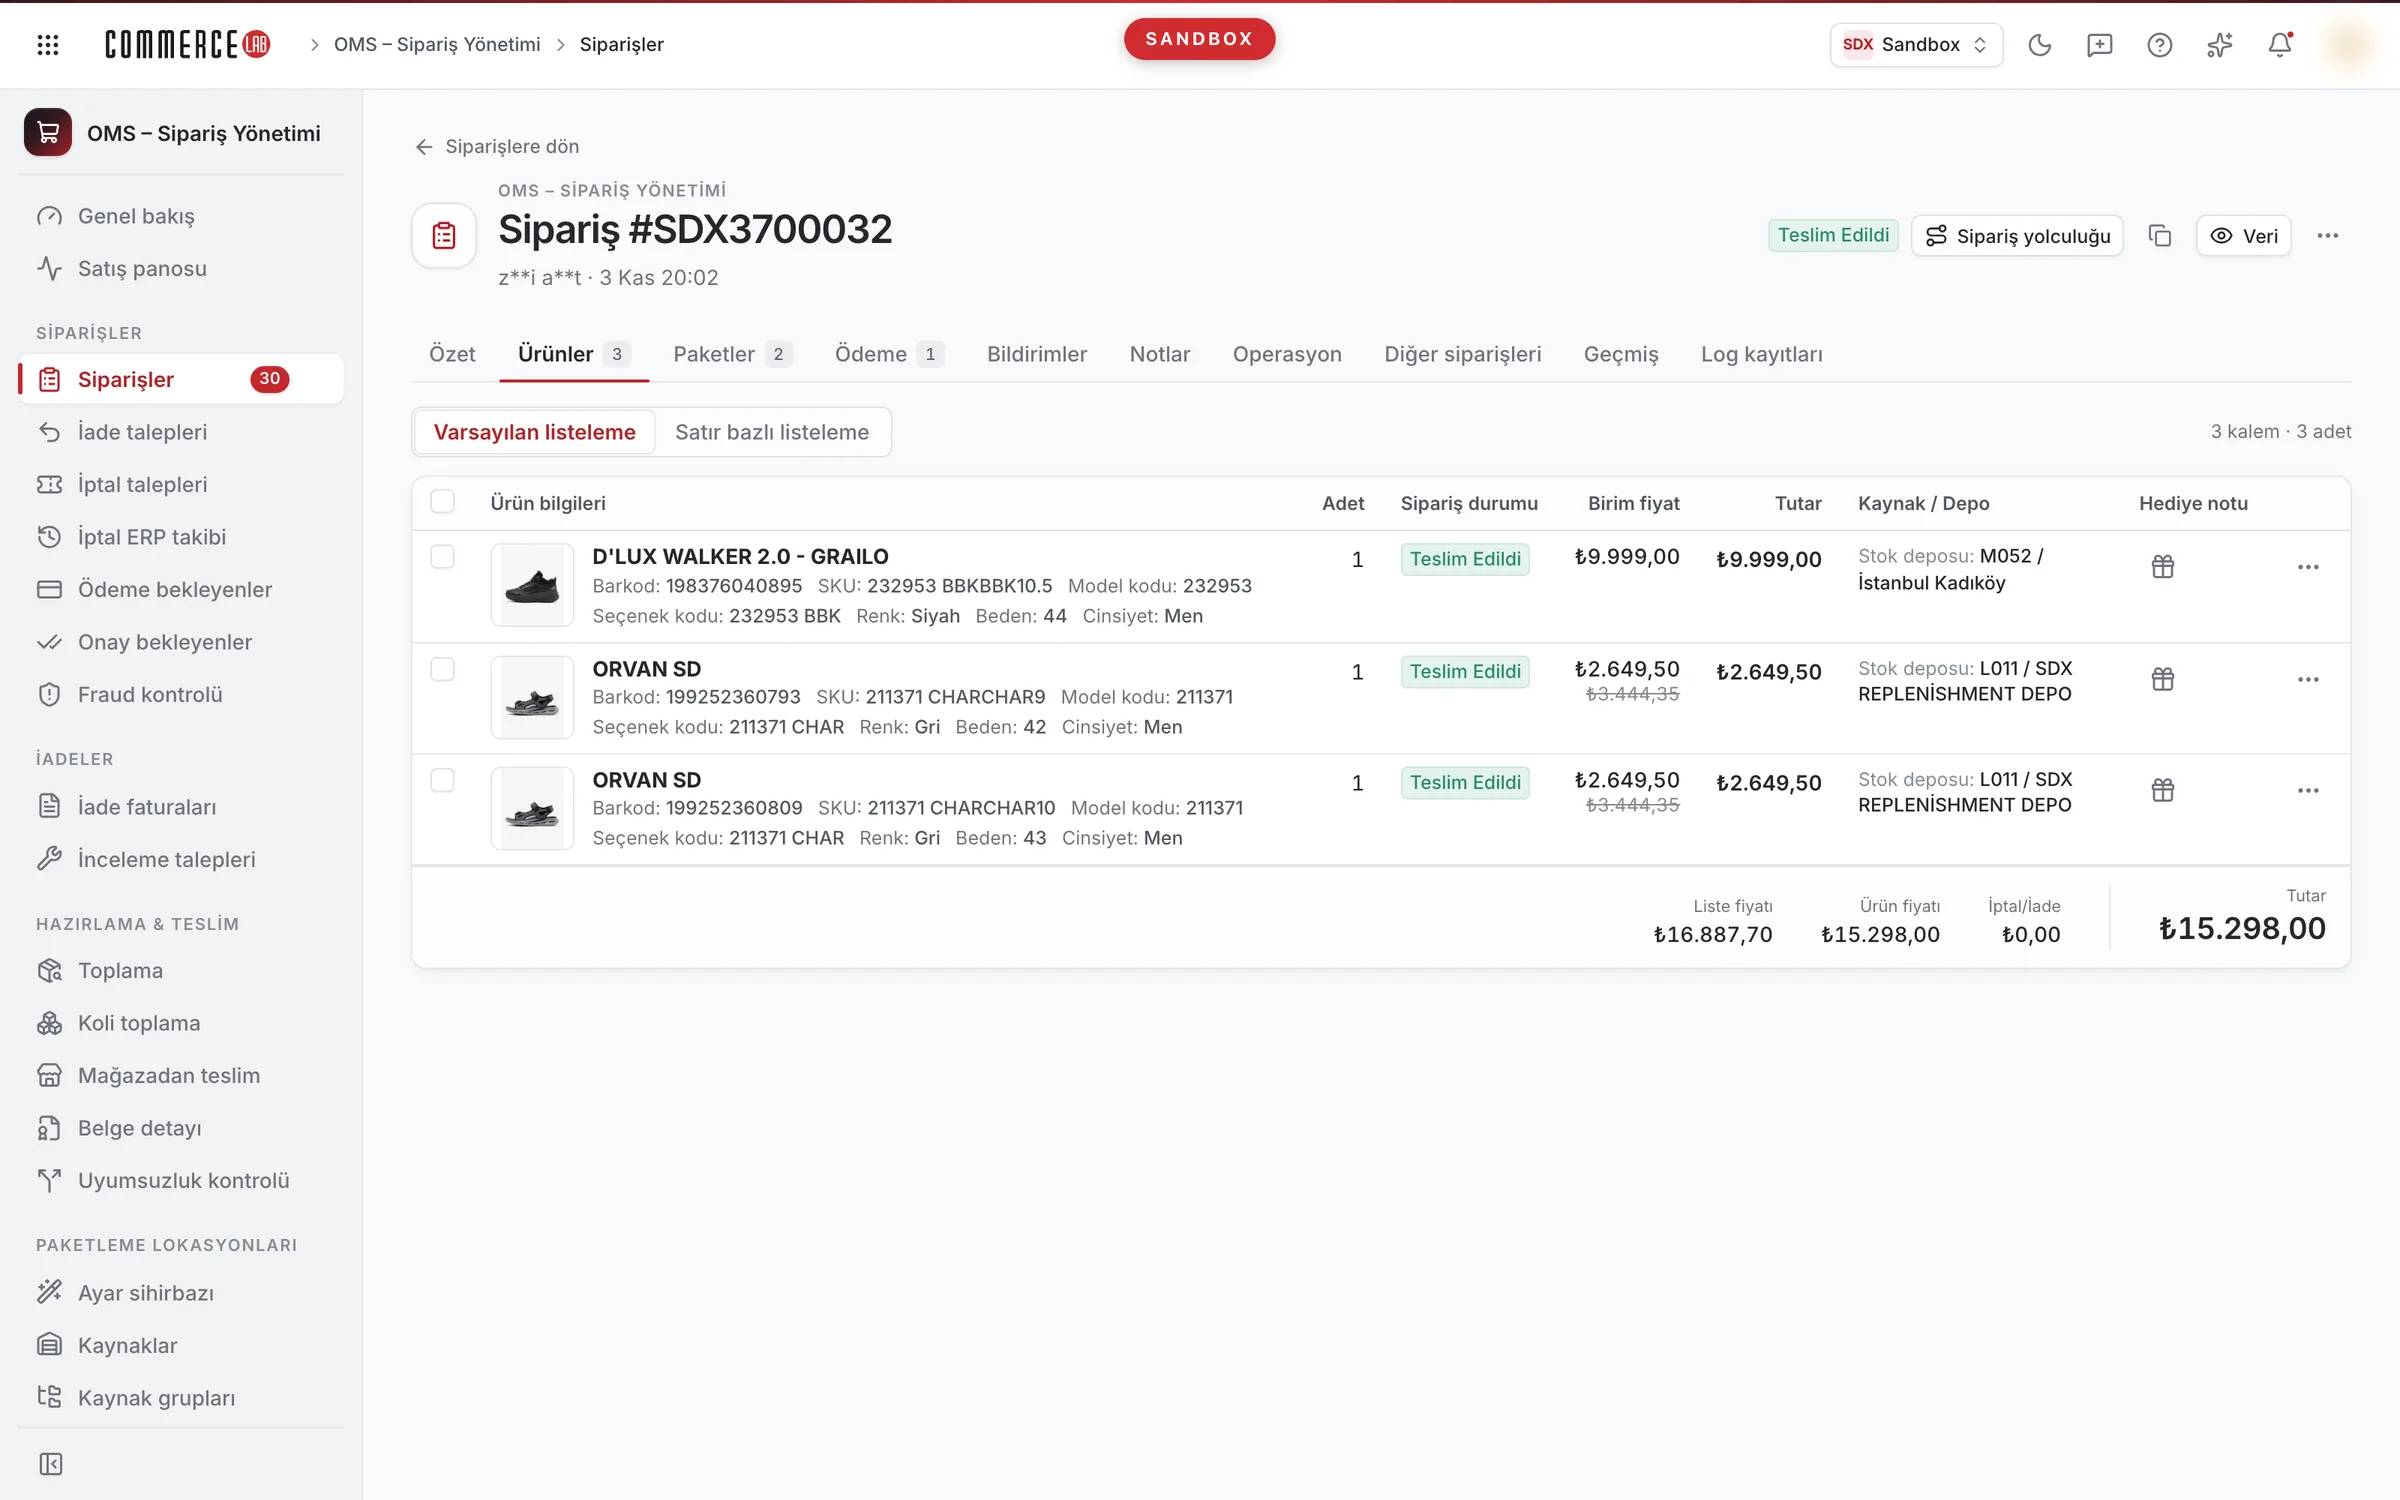 COMMERCE LAB
OMS – Sipariş Yönetimi
Siparişler
SANDBOX
SDX Sandbox
OMS – Sipariş Yönetimi
Genel bakış
Satış panosu
SİPARİŞLER
Siparişler 30
İade talepleri
İptal talepleri
İptal ERP takibi
Ödeme bekleyenler
Onay bekleyenler
Fraud kontrolü
İADELER
İade faturaları
İnceleme talepleri
HAZIRLAMA & TESLİM
Toplama
Koli toplama
Mağazadan teslim
Belge detayı
Uyumsuzluk kontrolü
PAKETLEME LOKASYONLARI
Ayar sihirbazı
Kaynaklar
Kaynak grupları
Siparişlere dön
OMS – SİPARİŞ YÖNETİMİ
Sipariş #SDX3700032
z**i a**t · 3 Kas 20:02
Teslim Edildi
Sipariş yolculuğu
Veri
Özet
Ürünler 3
Paketler 2
Ödeme 1
Bildirimler
Notlar
Operasyon
Diğer siparişleri
Geçmiş
Log kayıtları
Varsayılan listeleme
Satır bazlı listeleme
3 kalem · 3 adet
Ürün bilgileri
Adet
Sipariş durumu
Birim fiyat
Tutar
Kaynak / Depo
Hediye notu
D'LUX WALKER 2.0 - GRAILO
Barkod: 198376040895 SKU: 232953 BBKBBK10.5 Model kodu: 232953
Seçenek kodu: 232953 BBK Renk: Siyah Beden: 44 Cinsiyet: Men
1
Teslim Edildi
₺9.999,00
₺9.999,00
Stok deposu: M052 /
İstanbul Kadıköy
ORVAN SD
Barkod: 199252360793 SKU: 211371 CHARCHAR9 Model kodu: 211371
Seçenek kodu: 211371 CHAR Renk: Gri Beden: 42 Cinsiyet: Men
1
Teslim Edildi
₺2.649,50
₺3.444,35
₺2.649,50
Stok deposu: L011 / SDX
REPLENİSHMENT DEPO
ORVAN SD
Barkod: 199252360809 SKU: 211371 CHARCHAR10 Model kodu: 211371
Seçenek kodu: 211371 CHAR Renk: Gri Beden: 43 Cinsiyet: Men
1
Teslim Edildi
₺2.649,50
₺3.444,35
₺2.649,50
Stok deposu: L011 / SDX
REPLENİSHMENT DEPO
Liste fiyatı
₺16.887,70
Ürün fiyatı
₺15.298,00
İptal/İade
₺0,00
Tutar
₺15.298,00